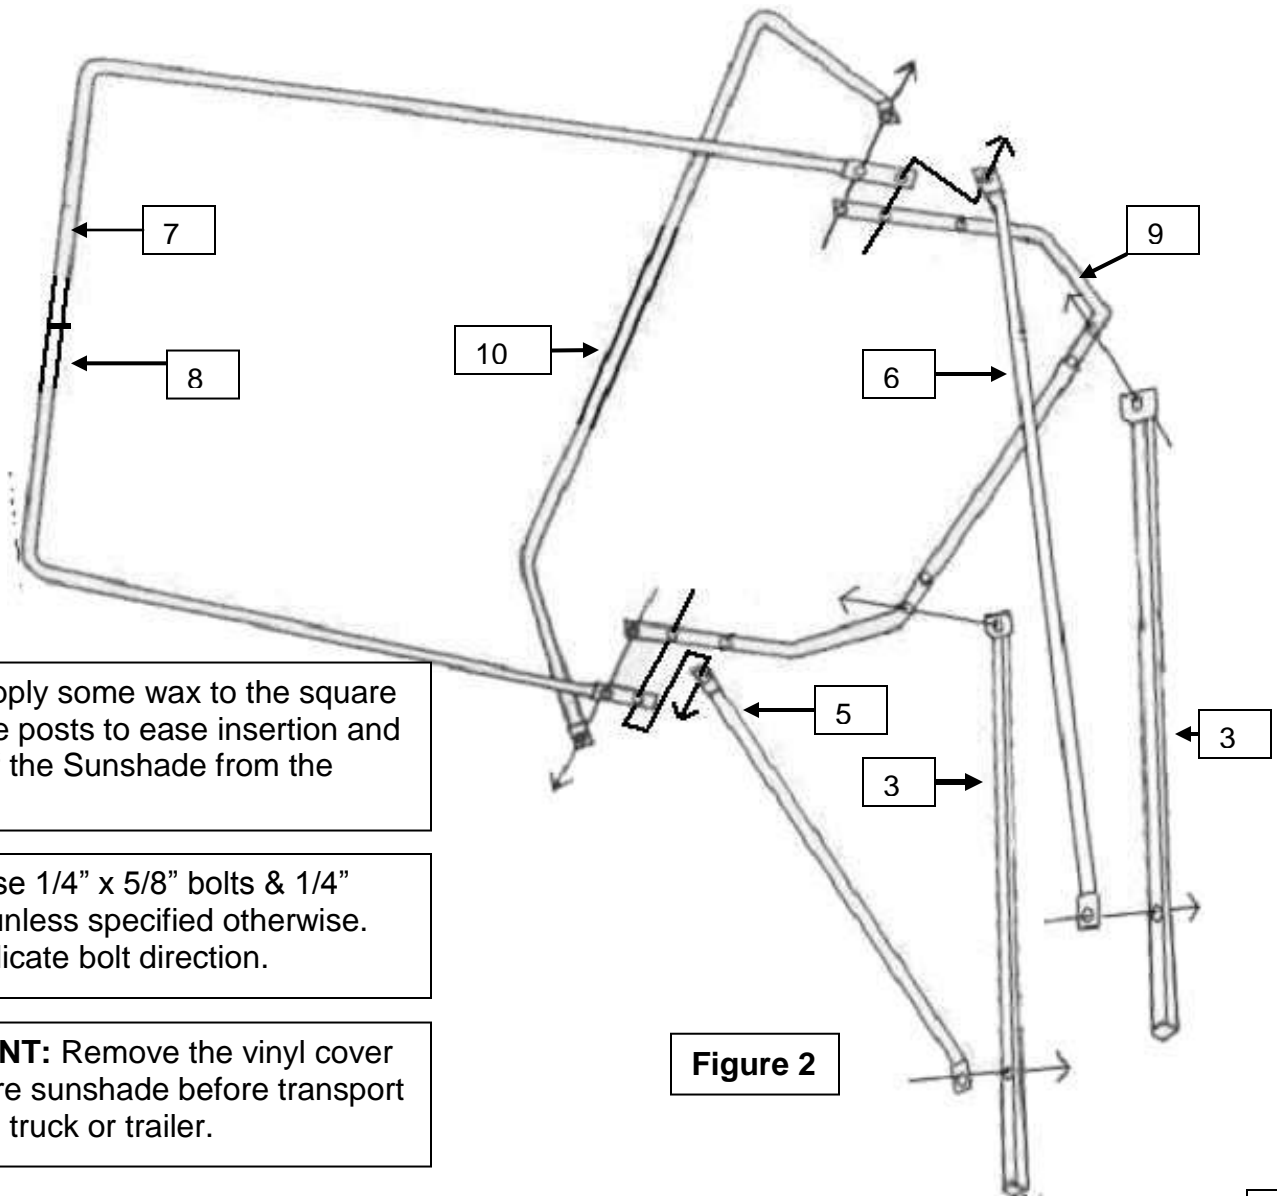 7
9
10
8
6
pply some wax to the square
e posts to ease insertion and
the Sunshade from the
5
3
3
se 1/4” x 5/8” bolts & 1/4”
unless specified otherwise.
licate bolt direction.
NT: Remove the vinyl cover
re sunshade before transport
truck or trailer.
Figure 2